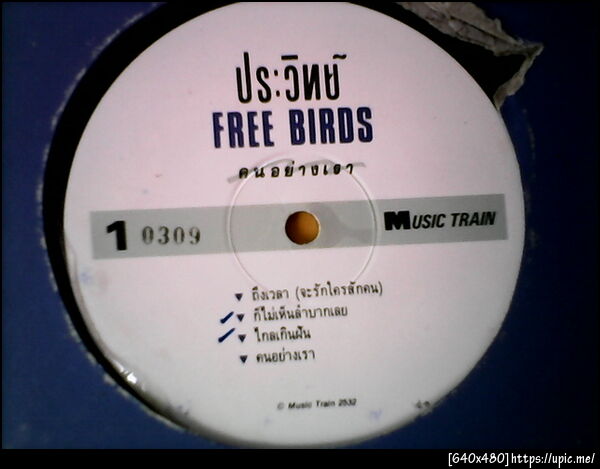 ประวิทย์
FREE BIRDS
คนอย่างเรา
1 0309 MUSIC TRAIN
▼ ถึงเวลา (จะรักใครสักคน)
▼ ก็ไม่เห็นลำบากเลย
▼ ไกลเกินฝัน
▼ คนอย่างเรา
© Music Train 2532
[640x480]https://upic.me/